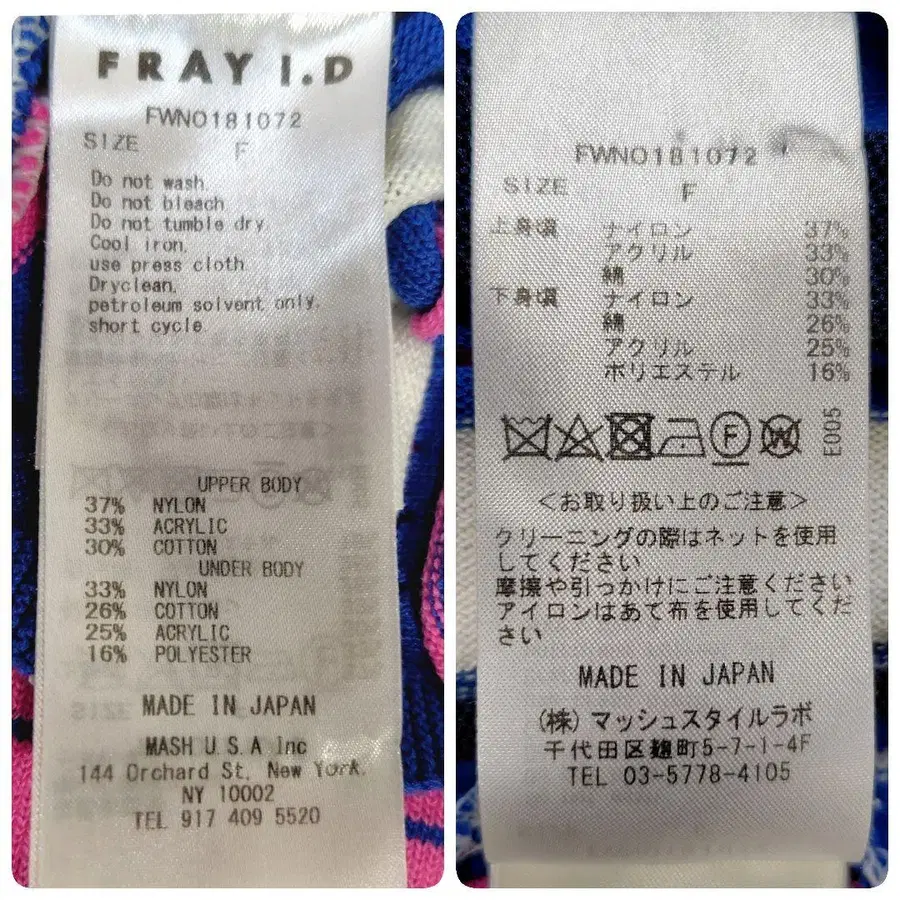 FRAY I.D
FWNO181072
SIZE F
Do not wash.
Do not bleach.
Do not tumble dry.
Cool iron.
use press cloth.
Dryclean,
petroleum solvent only.
short cycle.
UPPER BODY
37% NYLON
33% ACRYLIC
30% COTTON
UNDER BODY
33% NYLON
26% COTTON
25% ACRYLIC
16% POLYESTER
MADE IN JAPAN
MASH U.S.A Inc
144 Orchard St, New York,
NY 10002
TEL 917 409 5520
FWNO181072
SIZE F
上身頃 ナイロン 37%
アクリル 33%
綿 30%
下身頃 ナイロン 33%
綿 26%
アクリル 25%
ポリエステル 16%
F W E005
<お取り扱い上のご注意>
クリーニングの際はネットを使用
してください
摩擦や引っかけにご注意ください
アイロンはあて布を使用してくだ
さい
MADE IN JAPAN
(株)マッシュスタイルラボ
千代田区麹町5-7-1-4F
TEL 03-5778-4105